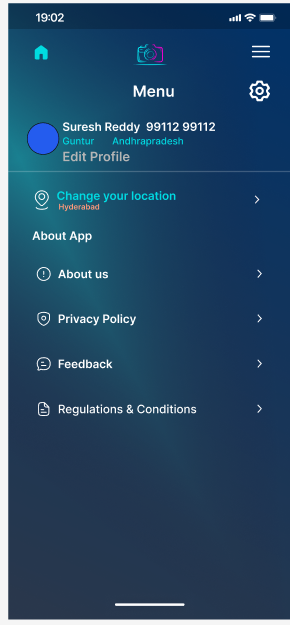 19:02
Menu
Suresh Reddy 99112 99112
Guntur Andhrapradesh
Edit Profile
Change your location
Hyderabad
About App
About us
Privacy Policy
Feedback
Regulations & Conditions